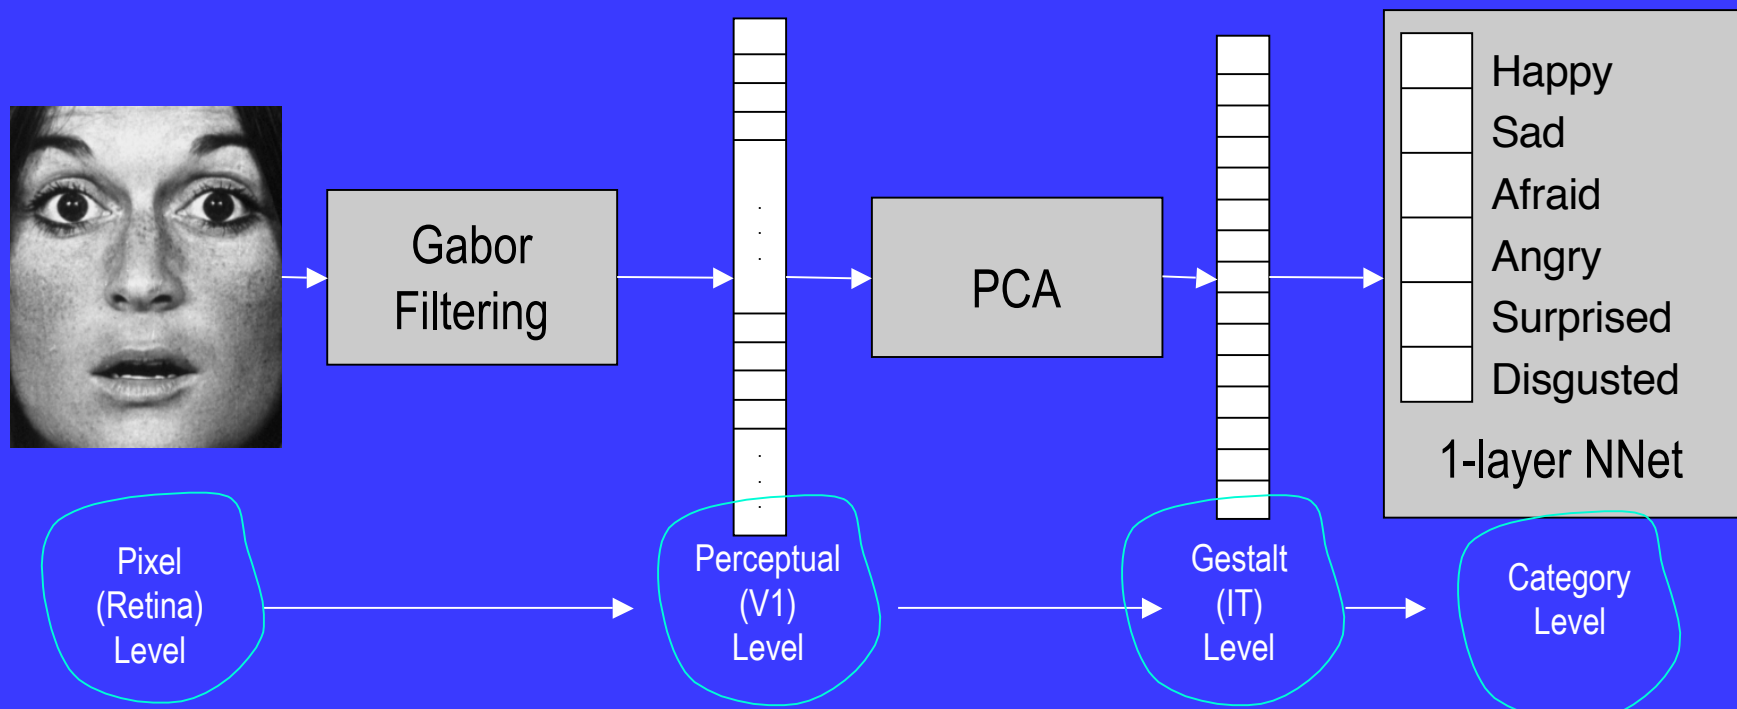 Gabor
Filtering
PCA
Happy
Sad
Afraid
Angry
Surprised
Disgusted
1-layer NNet
Pixel
(Retina)
Level
Perceptual
(V1)
Level
Gestalt
(IT)
Level
Category
Level